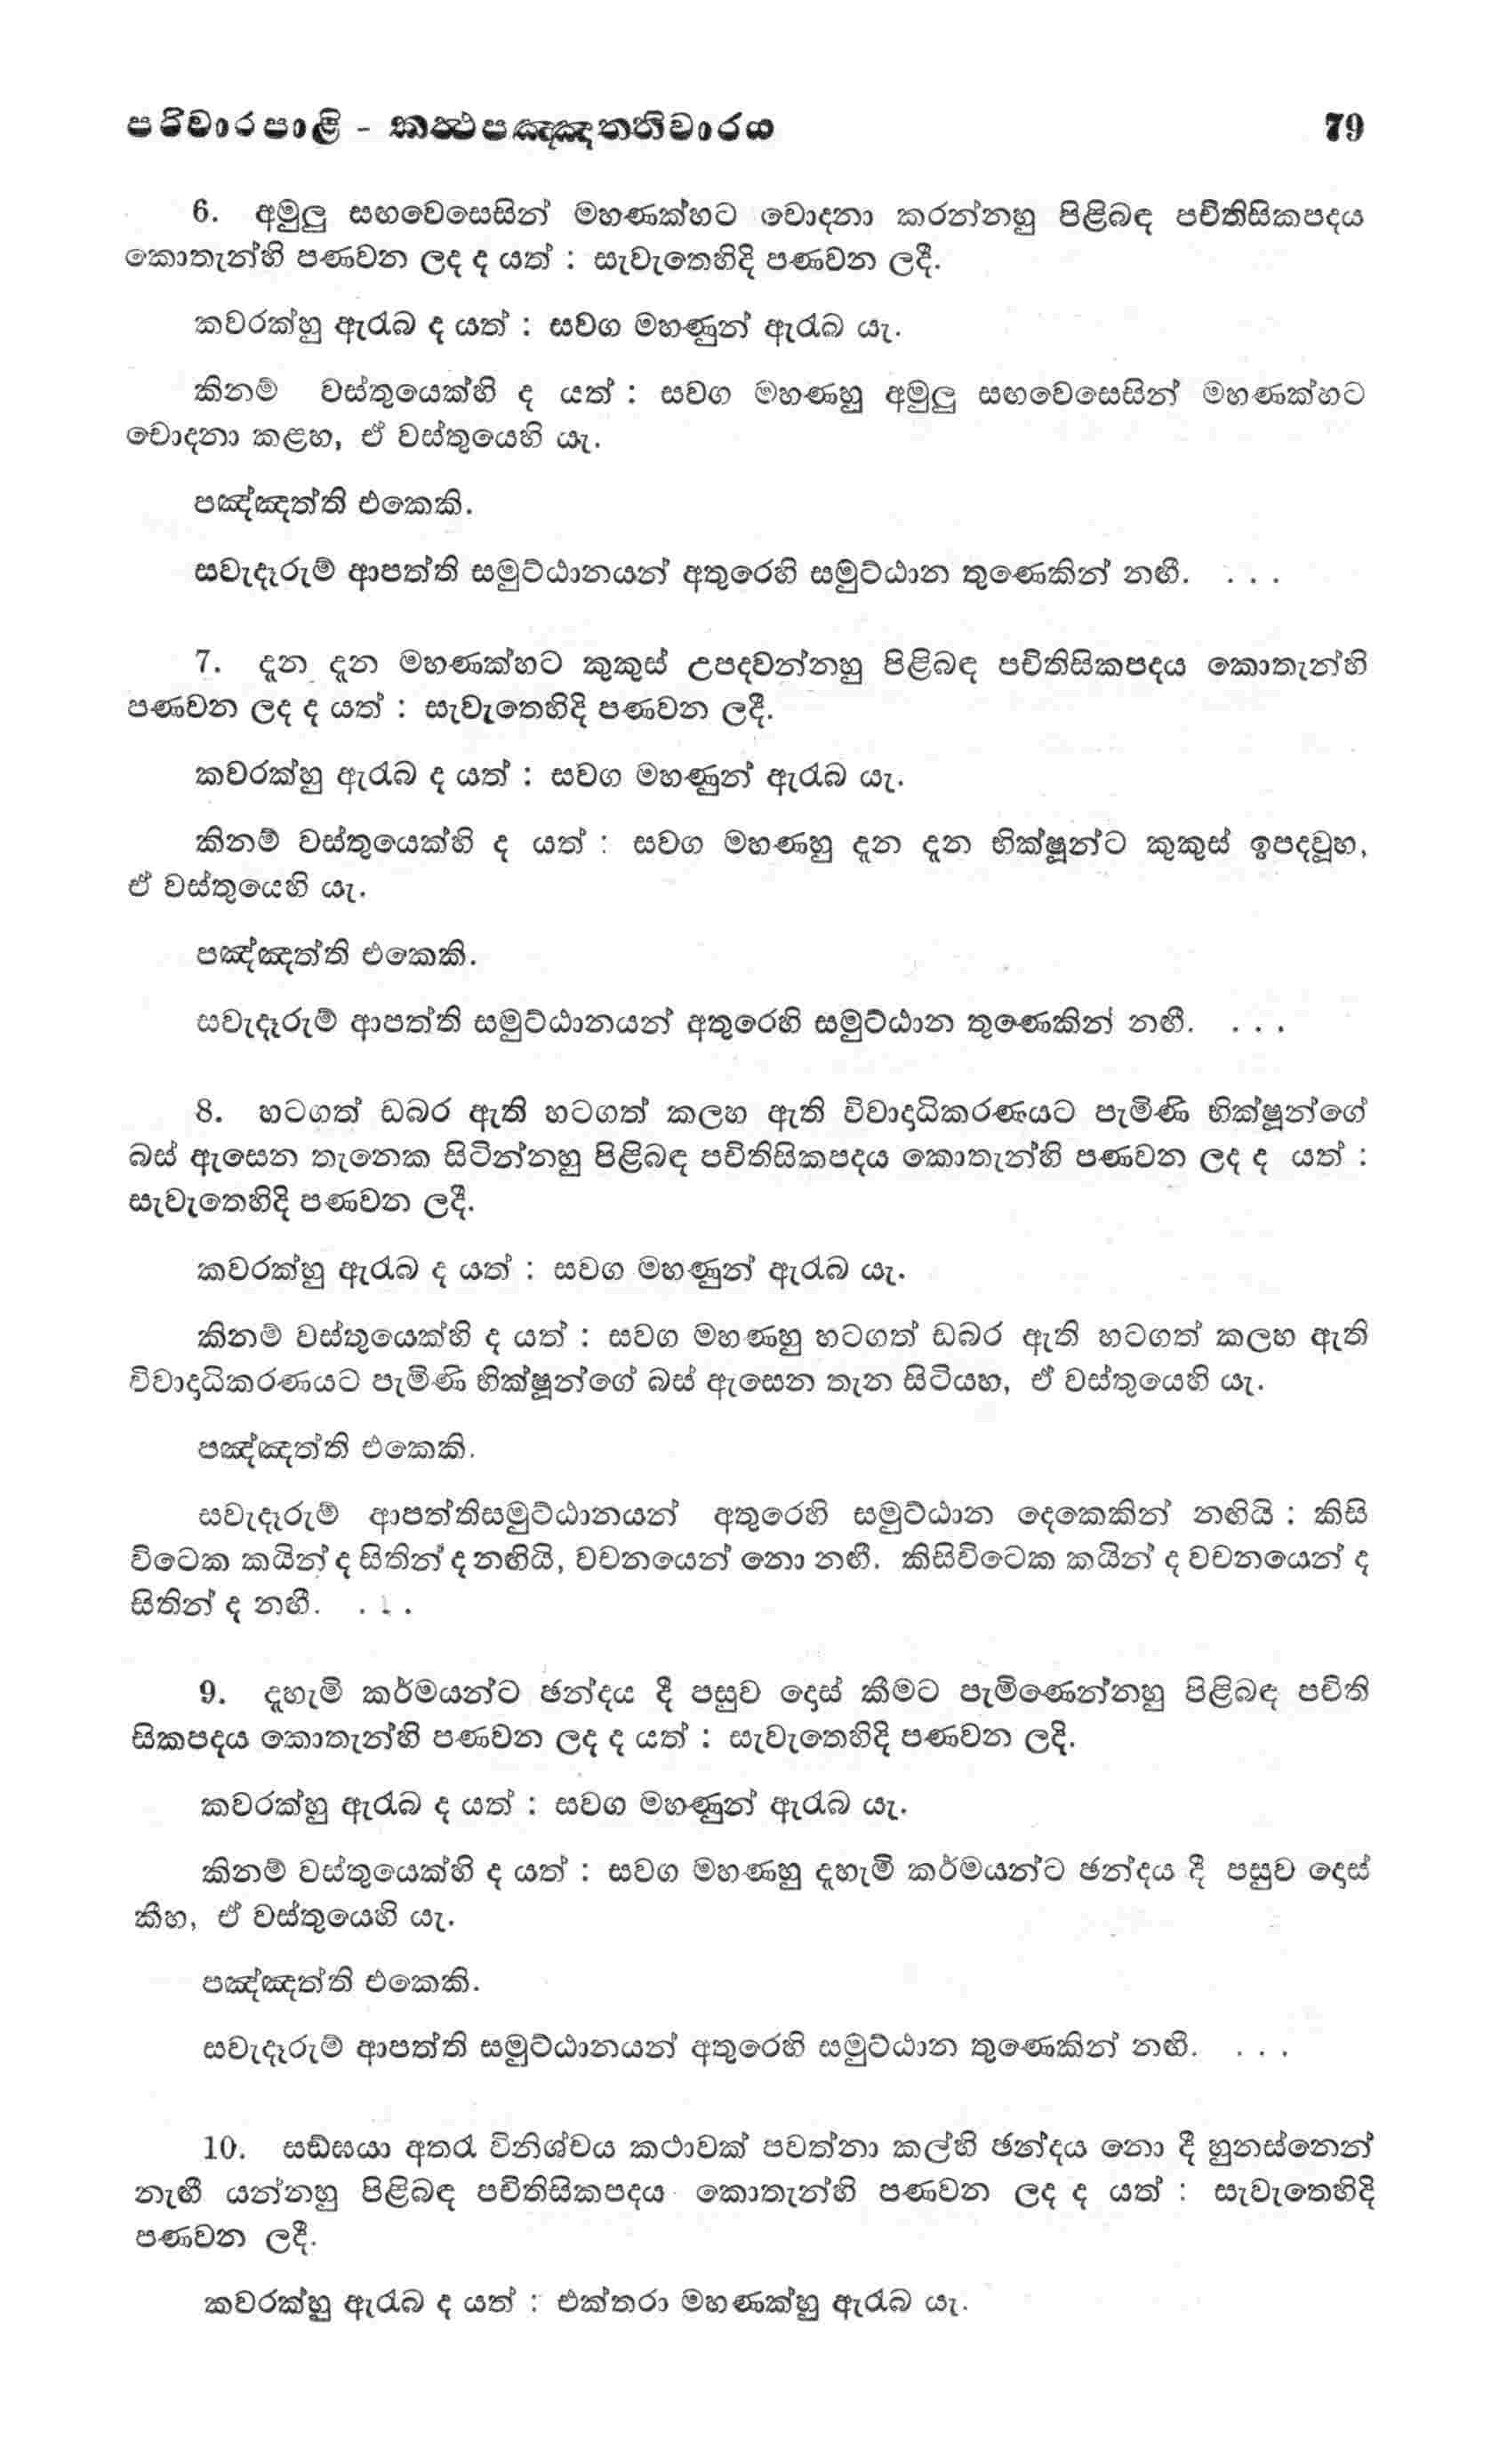 පරිවාරපාළි - කත්‍ථපඤ්ඤත්තිවාරය 79
6. අමුලු සඟවෙසෙසින් මහණක්හට චොදනා කරන්නහු පිළිබඳ පචිතිසිකපදය
කොතැන්හි පණවන ලද ද යත් : සැවැතෙහිදි පණවන ලදී.
කවරක්හු ඇරැබ ද යත් : සවග මහණුන් ඇරැබ යැ.
කිනම් වස්තුයෙක්හි ද යත් : සවග මහණහු අමුලු සඟවෙසෙසින් මහණක්හට
චොදනා කළහ, ඒ වස්තුයෙහි යැ.
පඤ්ඤත්ති එකෙකි.
සවැදෑරුම් ආපත්ති සමුට්ඨානයන් අතුරෙහි සමුට්ඨාන තුණෙකින් නඟී. . . .
7. දැන දැන මහණක්හට කුකුස් උපදවන්නහු පිළිබඳ පචිතිසිකපදය කොතැන්හි
පණවන ලද ද යත් : සැවැතෙහිදි පණවන ලදී.
කවරක්හු ඇරැබ ද යත් : සවග මහණුන් ඇරැබ යැ.
කිනම් වස්තුයෙක්හි ද යත් : සවග මහණහු දැන දැන භික්ෂූන්ට කුකුස් ඉපදවූහ,
ඒ වස්තුයෙහි යැ.
පඤ්ඤත්ති එකෙකි.
සවැදෑරුම් ආපත්ති සමුට්ඨානයන් අතුරෙහි සමුට්ඨාන තුණෙකින් නඟී. . . .
8. හටගත් ඩබර ඇති හටගත් කලහ ඇති විවාදාධිකරණයට පැමිණි භික්ෂූන්ගේ
බස් ඇසෙන තැනෙක සිටින්නහු පිළිබඳ පචිතිසිකපදය කොතැන්හි පණවන ලද ද යත් :
සැවැතෙහිදි පණවන ලදී.
කවරක්හු ඇරැබ ද යත් : සවග මහණුන් ඇරැබ යැ.
කිනම් වස්තුයෙක්හි ද යත් : සවග මහණහු හටගත් ඩබර ඇති හටගත් කලහ ඇති
විවාදාධිකරණයට පැමිණි භික්ෂූන්ගේ බස් ඇසෙන තැන සිටියහ, ඒ වස්තුයෙහි යැ.
පඤ්ඤත්ති එකෙකි.
සවැදෑරුම් ආපත්තිසමුට්ඨානයන් අතුරෙහි සමුට්ඨාන දෙකෙකින් නඟියි : කිසි
විටෙක කයින් ද සිතින් ද නඟියි, වචනයෙන් නො නඟී. කිසිවිටෙක කයින් ද වචනයෙන් ද
සිතින් ද නඟී. . . .
9. දැහැමි කර්මයන්ට ඡන්දය දී පසුව දොස් කීමට පැමිණෙන්නහු පිළිබඳ පචිති
සිකපදය කොතැන්හි පණවන ලද ද යත් : සැවැතෙහිදි පණවන ලදි.
කවරක්හු ඇරැබ ද යත් : සවග මහණුන් ඇරැබ යැ.
කිනම් වස්තුයෙක්හි ද යත් : සවග මහණහු දැහැමි කර්මයන්ට ඡන්දය දී පසුව දොස්
කීහ, ඒ වස්තුයෙහි යැ.
පඤ්ඤත්ති එකෙකි.
සවැදෑරුම් ආපත්ති සමුට්ඨානයන් අතුරෙහි සමුට්ඨාන තුණෙකින් නඟී. . . .
10. සඞ්ඝයා අතරැ විනිශ්චය කථාවක් පවත්නා කල්හි ඡන්දය නො දී හුනස්නෙන්
නැඟී යන්නහු පිළිබඳ පචිතිසිකපදය කොතැන්හි පණවන ලද ද යත් : සැවැතෙහිදි
පණවන ලදී.
කවරක්හු ඇරැබ ද යත් : එක්තරා මහණක්හු ඇරැබ යැ.